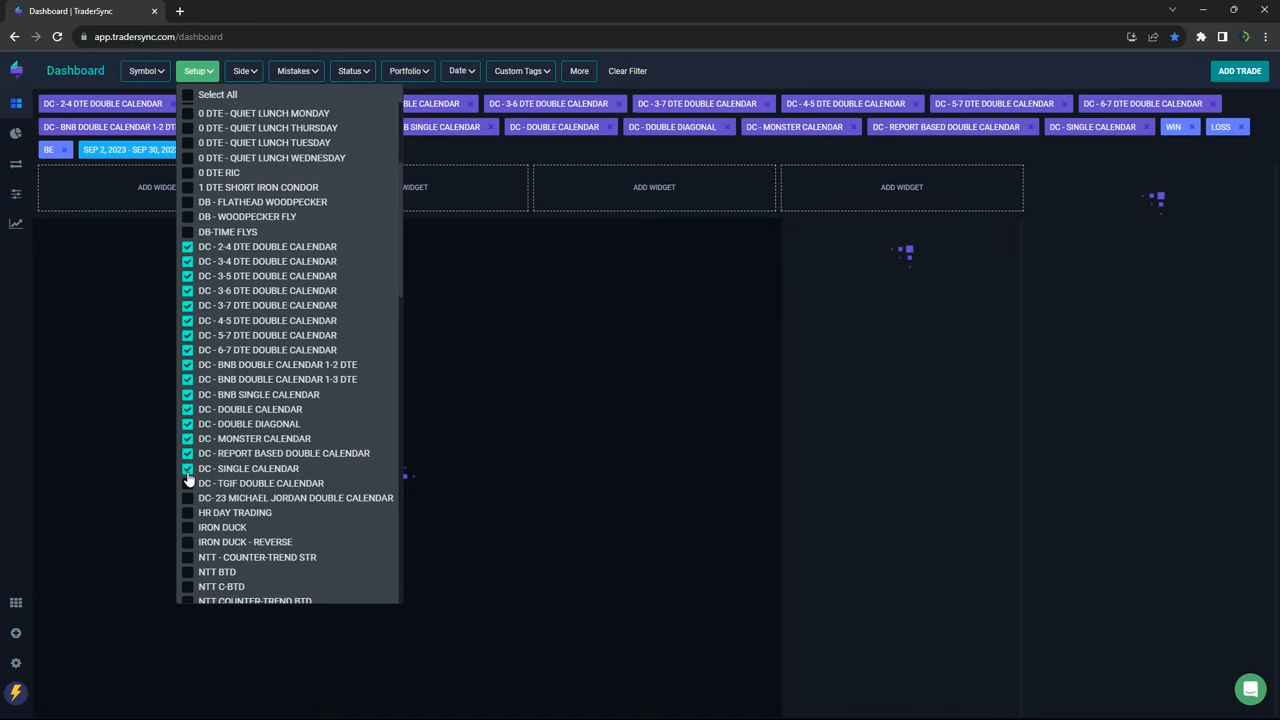 Dashboard | TraderSync
app.tradersync.com/dashboard
Dashboard
Symbol
Setup
Side
Mistakes
Status
Portfolio
Date
Custom Tags
More
Clear Filter
ADD TRADE
DC - 2-4 DTE DOUBLE CALENDAR ×
DC - 3-6 DTE DOUBLE CALENDAR ×
DC - 3-7 DTE DOUBLE CALENDAR ×
DC - 4-5 DTE DOUBLE CALENDAR ×
DC - 5-7 DTE DOUBLE CALENDAR ×
DC - 6-7 DTE DOUBLE CALENDAR ×
DC - BNB DOUBLE CALENDAR 1-2 DT
SINGLE CALENDAR ×
DC - DOUBLE CALENDAR ×
DC - DOUBLE DIAGONAL ×
DC - MONSTER CALENDAR ×
DC - REPORT BASED DOUBLE CALENDAR ×
DC - SINGLE CALENDAR ×
WIN ×
LOSS ×
BE ×
SEP 2, 2023 - SEP 30, 202
ADD WIDGET
ADD WIDGET
ADD WIDGET
Select All
0 DTE - QUIET LUNCH MONDAY
0 DTE - QUIET LUNCH THURSDAY
0 DTE - QUIET LUNCH TUESDAY
0 DTE - QUIET LUNCH WEDNESDAY
0 DTE RIC
1 DTE SHORT IRON CONDOR
DB - FLATHEAD WOODPECKER
DB - WOODPECKER FLY
DB-TIME FLYS
DC - 2-4 DTE DOUBLE CALENDAR
DC - 3-4 DTE DOUBLE CALENDAR
DC - 3-5 DTE DOUBLE CALENDAR
DC - 3-6 DTE DOUBLE CALENDAR
DC - 3-7 DTE DOUBLE CALENDAR
DC - 4-5 DTE DOUBLE CALENDAR
DC - 5-7 DTE DOUBLE CALENDAR
DC - 6-7 DTE DOUBLE CALENDAR
DC - BNB DOUBLE CALENDAR 1-2 DTE
DC - BNB DOUBLE CALENDAR 1-3 DTE
DC - BNB SINGLE CALENDAR
DC - DOUBLE CALENDAR
DC - DOUBLE DIAGONAL
DC - MONSTER CALENDAR
DC - REPORT BASED DOUBLE CALENDAR
DC - SINGLE CALENDAR
DC - TGIF DOUBLE CALENDAR
DC- 23 MICHAEL JORDAN DOUBLE CALENDAR
HR DAY TRADING
IRON DUCK
IRON DUCK - REVERSE
NTT - COUNTER-TREND STR
NTT BTD
NTT C-BTD
NTT COUNTER-TREND BTD